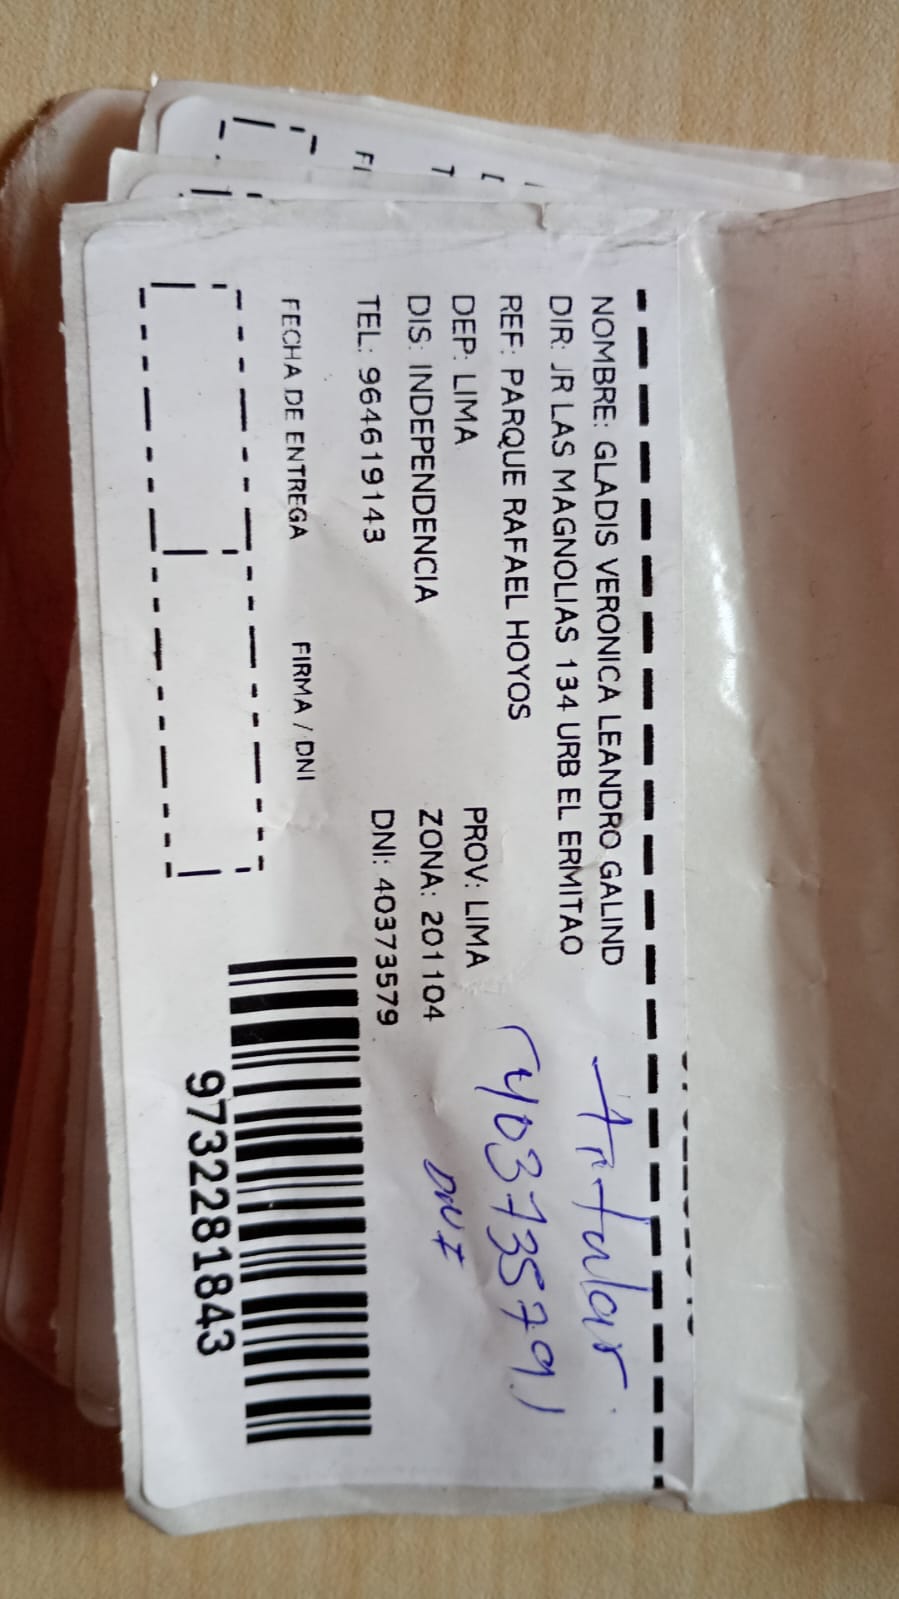 NOMBRE: GLADIS VERONICA LEANDRO GALIND
DIR: JR LAS MAGNOLIAS 134 URB EL ERMITAO
REF: PARQUE RAFAEL HOYOS
DEP: LIMA PROV: LIMA
DIS: INDEPENDENCIA ZONA: 201104
TEL: 964619143 DNI: 40373579
FECHA DE ENTREGA FIRMA / DNI
9732281843
titular
(40373579)
DNI